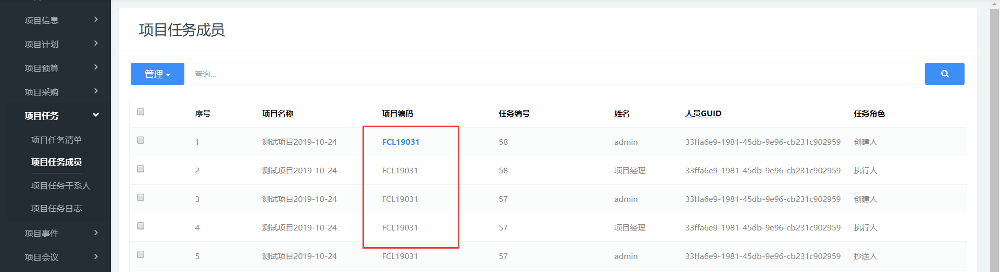 项目信息
项目计划
项目预算
项目采购
项目任务
项目任务清单
项目任务成员
项目任务干系人
项目任务日志
项目事件
项目会议
项目任务成员
管理
查询...
序号 项目名称 项目编码 任务编号 姓名 人员GUID 任务角色
1 测试项目2019-10-24 FCL19031 58 admin 33ffa6e9-1981-45db-9e96-cb231c902959 创建人
2 测试项目2019-10-24 FCL19031 58 项目经理 33ffa6e9-1981-45db-9e96-cb231c902959 执行人
3 测试项目2019-10-24 FCL19031 57 admin 33ffa6e9-1981-45db-9e96-cb231c902959 创建人
4 测试项目2019-10-24 FCL19031 57 项目经理 33ffa6e9-1981-45db-9e96-cb231c902959 执行人
5 测试项目2019-10-24 FCL19031 57 admin 33ffa6e9-1981-45db-9e96-cb231c902959 抄送人